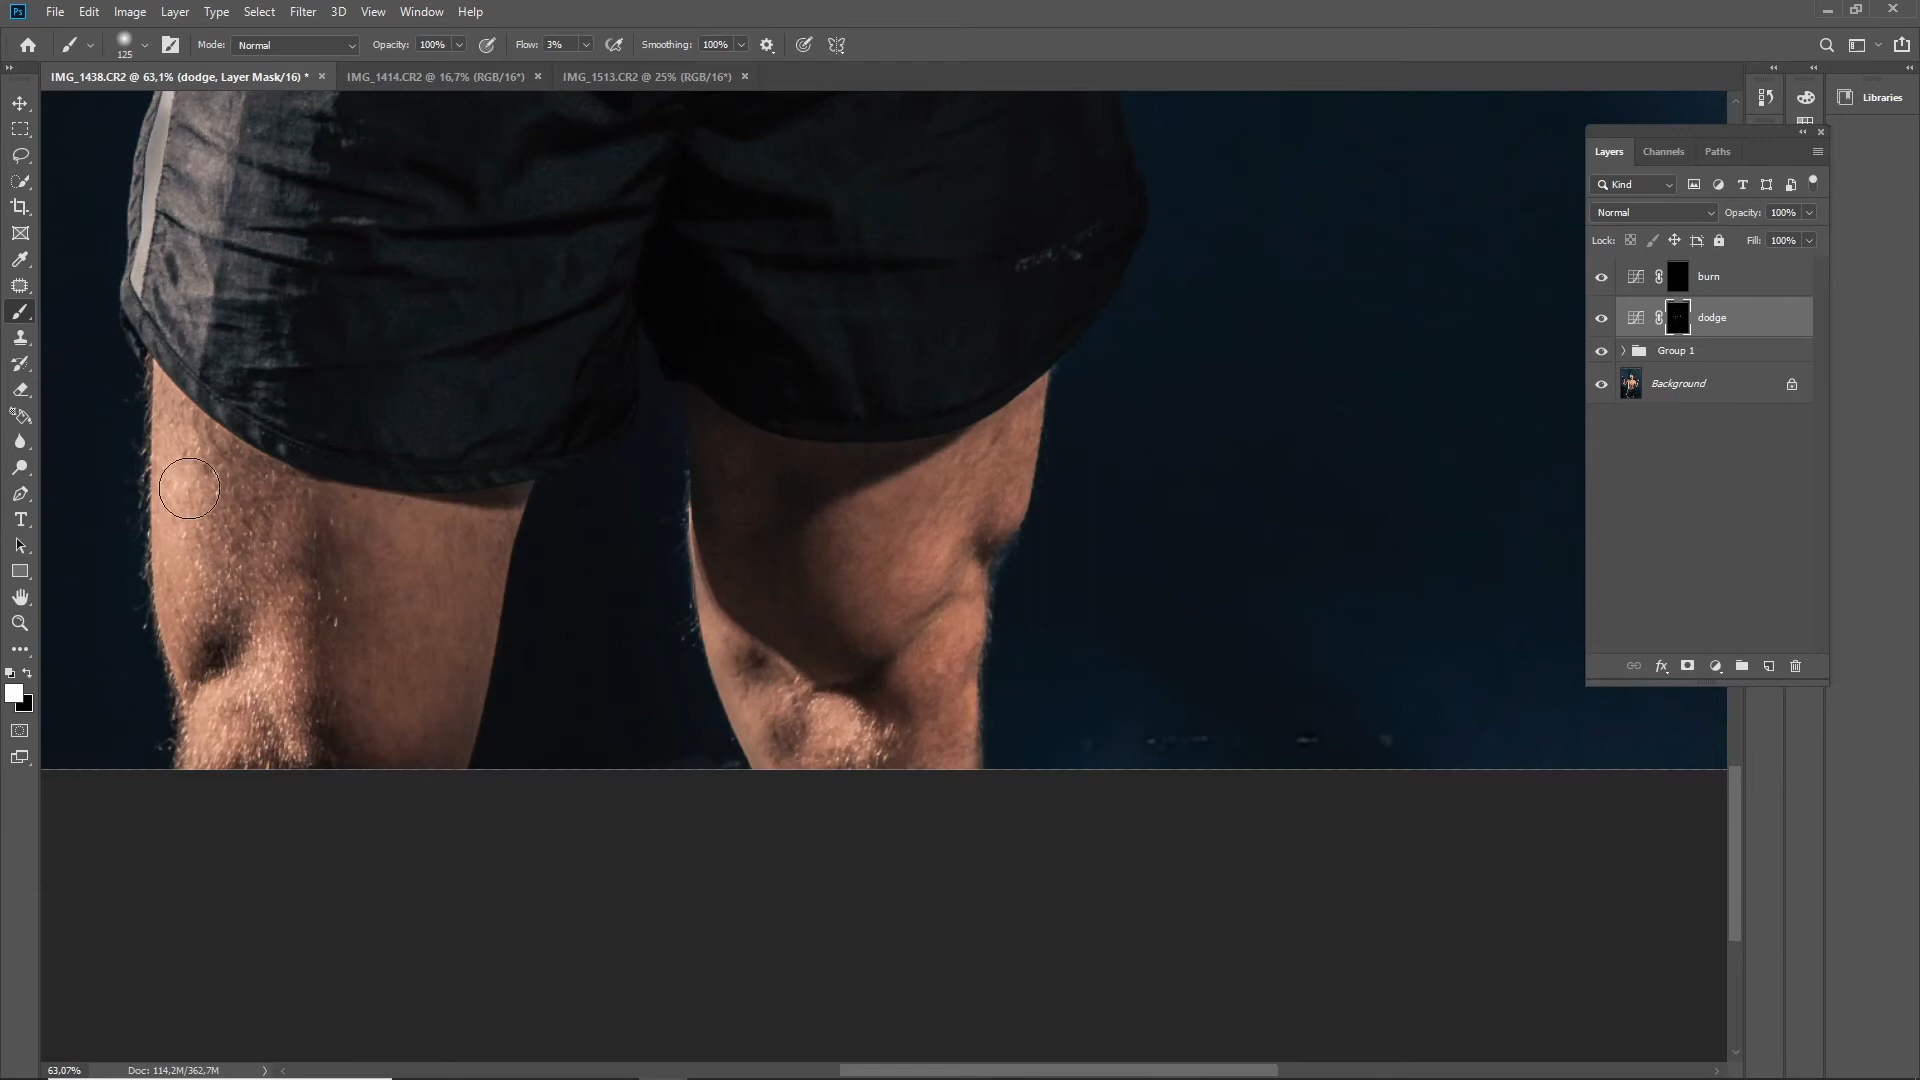 Ps File Edit Image Layer Type Select Filter 3D View Window Help
125 Mode: Normal Opacity: 100% Flow: 3% Smoothing: 100%
IMG_1438.CR2 @ 63,1% (dodge, Layer Mask/16) * × IMG_1414.CR2 @ 16,7% (RGB/16*) × IMG_1513.CR2 @ 25% (RGB/16*) ×
Libraries
Layers Channels Paths
Kind
Normal Opacity: 100%
Lock: Fill: 100%
burn
dodge
Group 1
Background
fx
63,07% Doc: 114,2M/362,7M